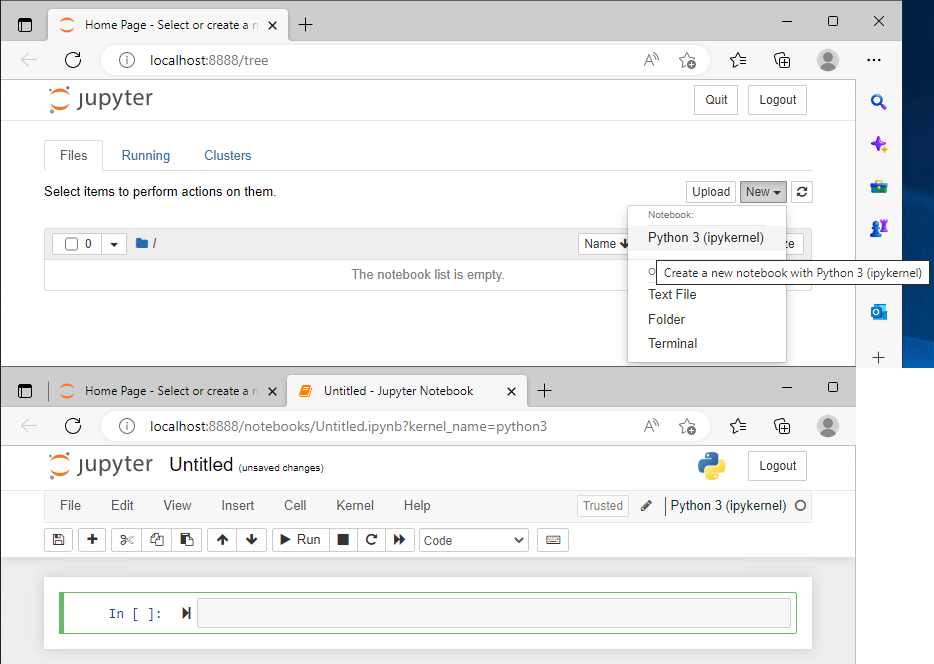 Home Page - Select or create a n
localhost:8888/tree
jupyter
Quit
Logout
Files
Running
Clusters
Select items to perform actions on them.
Upload
New
Notebook:
0
/
Name
Python 3 (ipykernel)
ze
The notebook list is empty.
O
Create a new notebook with Python 3 (ipykernel)
Text File
Folder
Terminal
Home Page - Select or create a n
Untitled - Jupyter Notebook
localhost:8888/notebooks/Untitled.ipynb?kernel_name=python3
jupyter Untitled (unsaved changes)
Logout
File Edit View Insert Cell Kernel Help
Trusted
Python 3 (ipykernel)
Run
Code
In [ ]: